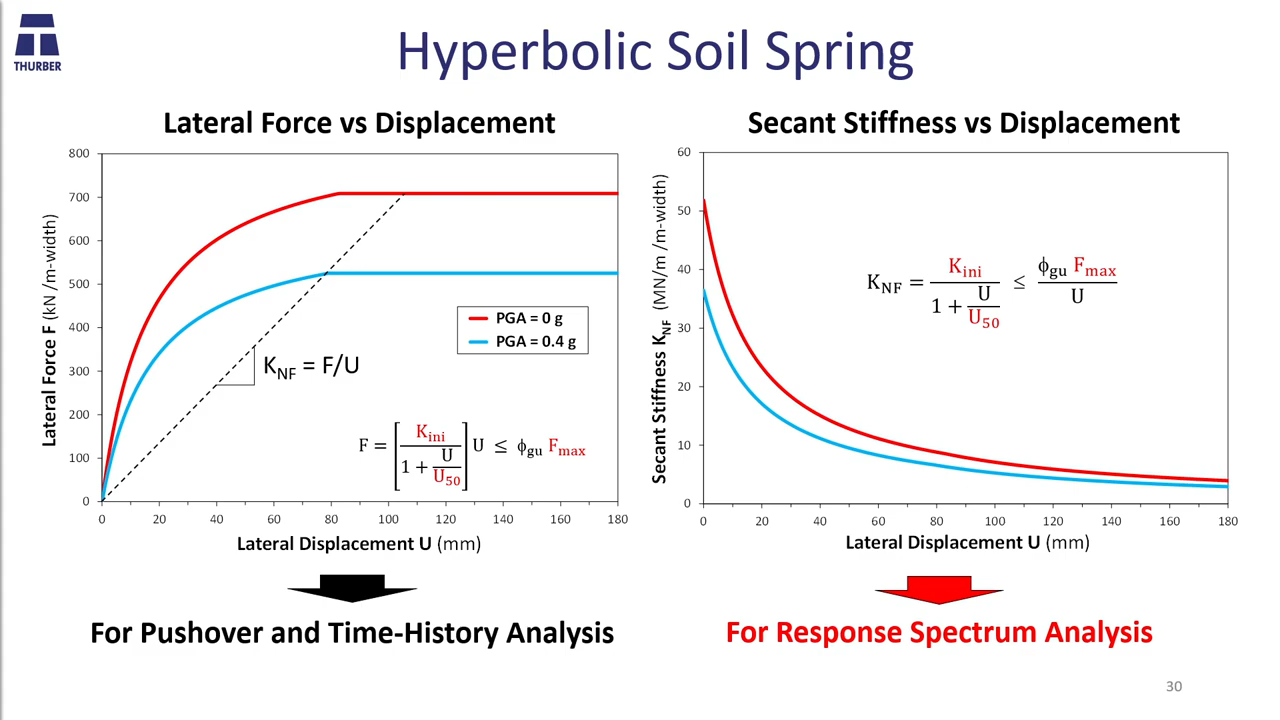 THURBER
Hyperbolic Soil Spring
Lateral Force vs Displacement
800
700
600
500
400
300
200
100
0
0 20 40 60 80 100 120 140 160 180
Lateral Force F (kN /m-width)
Lateral Displacement U (mm)
PGA = 0 g
PGA = 0.4 g
K_NF = F/U
F = [K_ini / (1 + U/U_50)] U ≤ ϕ_gu F_max
For Pushover and Time-History Analysis
Secant Stiffness vs Displacement
60
50
40
30
20
10
0
0 20 40 60 80 100 120 140 160 180
Secant Stiffness K_NF (MN/m /m-width)
Lateral Displacement U (mm)
K_NF = K_ini / (1 + U/U_50) ≤ ϕ_gu F_max / U
For Response Spectrum Analysis
30